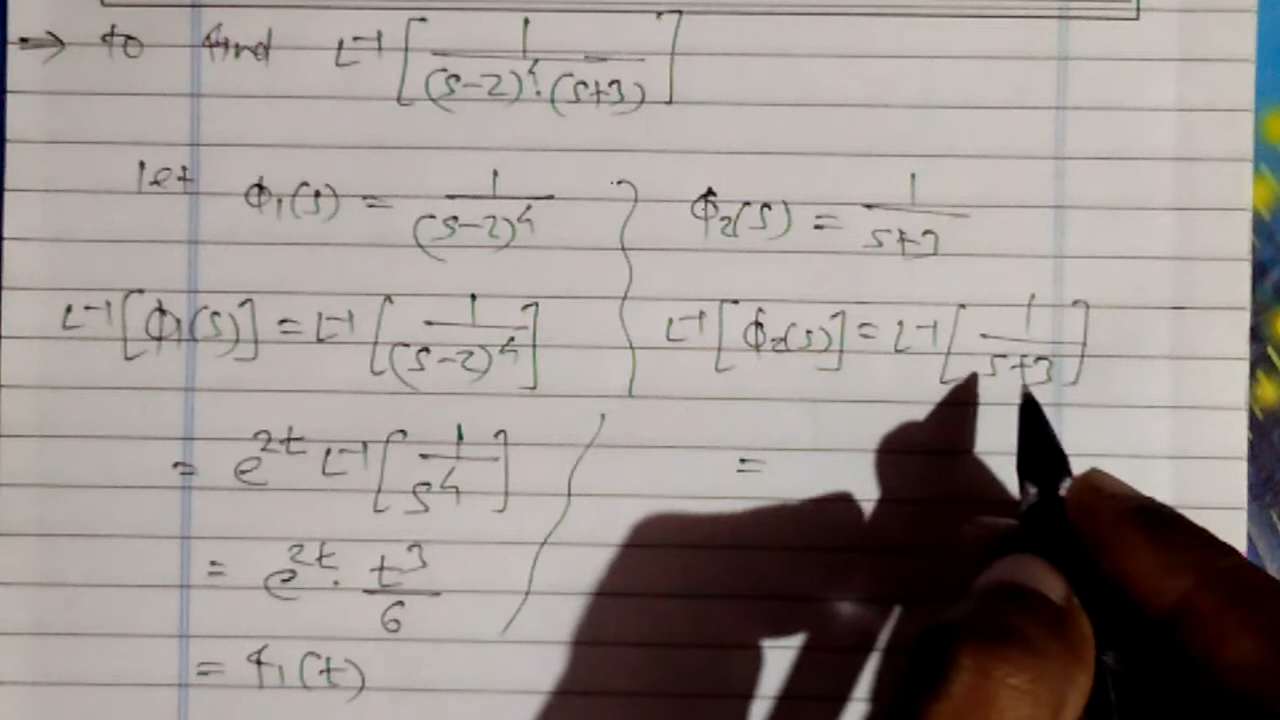 ⇒ to find L⁻¹[1/((s-2)⁴.(s+3))]
let ϕ₁(s) = 1/(s-2)⁴
L⁻¹[ϕ₁(s)] = L⁻¹[1/(s-2)⁴]
= e²ᵗ L⁻¹[1/s⁴]
= e²ᵗ. t³/6
= f₁(t)
ϕ₂(s) = 1/(s+3)
L⁻¹[ϕ₂(s)] = L⁻¹[1/(s+3)]
=